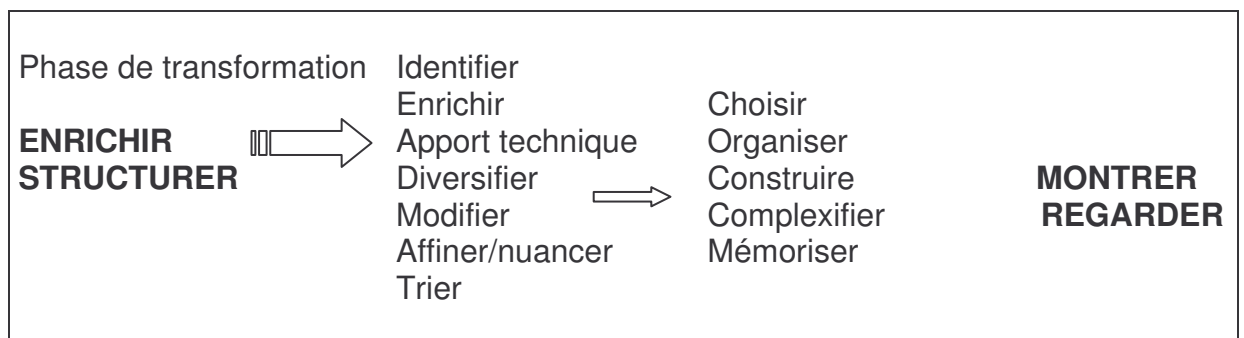 Phase de transformation
ENRICHIR
STRUCTURER
Identifier
Enrichir
Apport technique
Diversifier
Modifier
Affiner/nuancer
Trier
Choisir
Organiser
Construire
Complexifier
Mémoriser
MONTRER
REGARDER